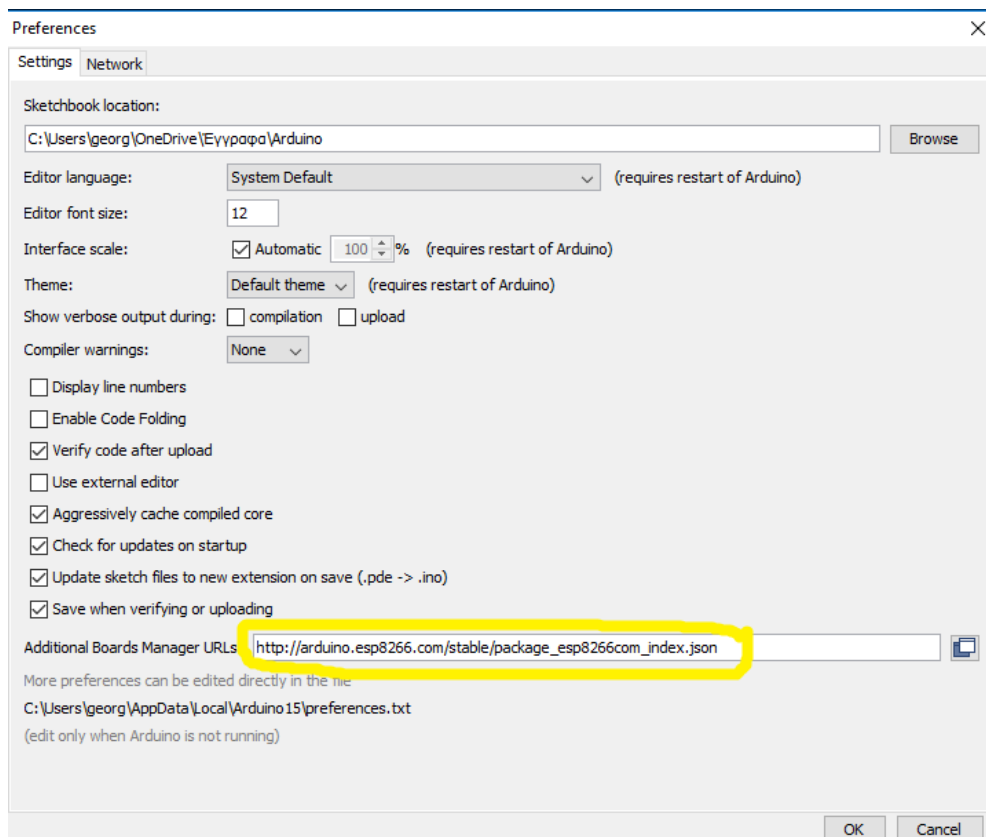 Preferences
Settings Network
Sketchbook location:
C:\Users\georg\OneDrive\Έγγραφα\Arduino Browse
Editor language: System Default (requires restart of Arduino)
Editor font size: 12
Interface scale: Automatic 100 % (requires restart of Arduino)
Theme: Default theme (requires restart of Arduino)
Show verbose output during: compilation upload
Compiler warnings: None
Display line numbers
Enable Code Folding
Verify code after upload
Use external editor
Aggressively cache compiled core
Check for updates on startup
Update sketch files to new extension on save (.pde -> .ino)
Save when verifying or uploading
Additional Boards Manager URLs http://arduino.esp8266.com/stable/package_esp8266com_index.json
More preferences can be edited directly in the file
C:\Users\georg\AppData\Local\Arduino15\preferences.txt
(edit only when Arduino is not running)
OK Cancel